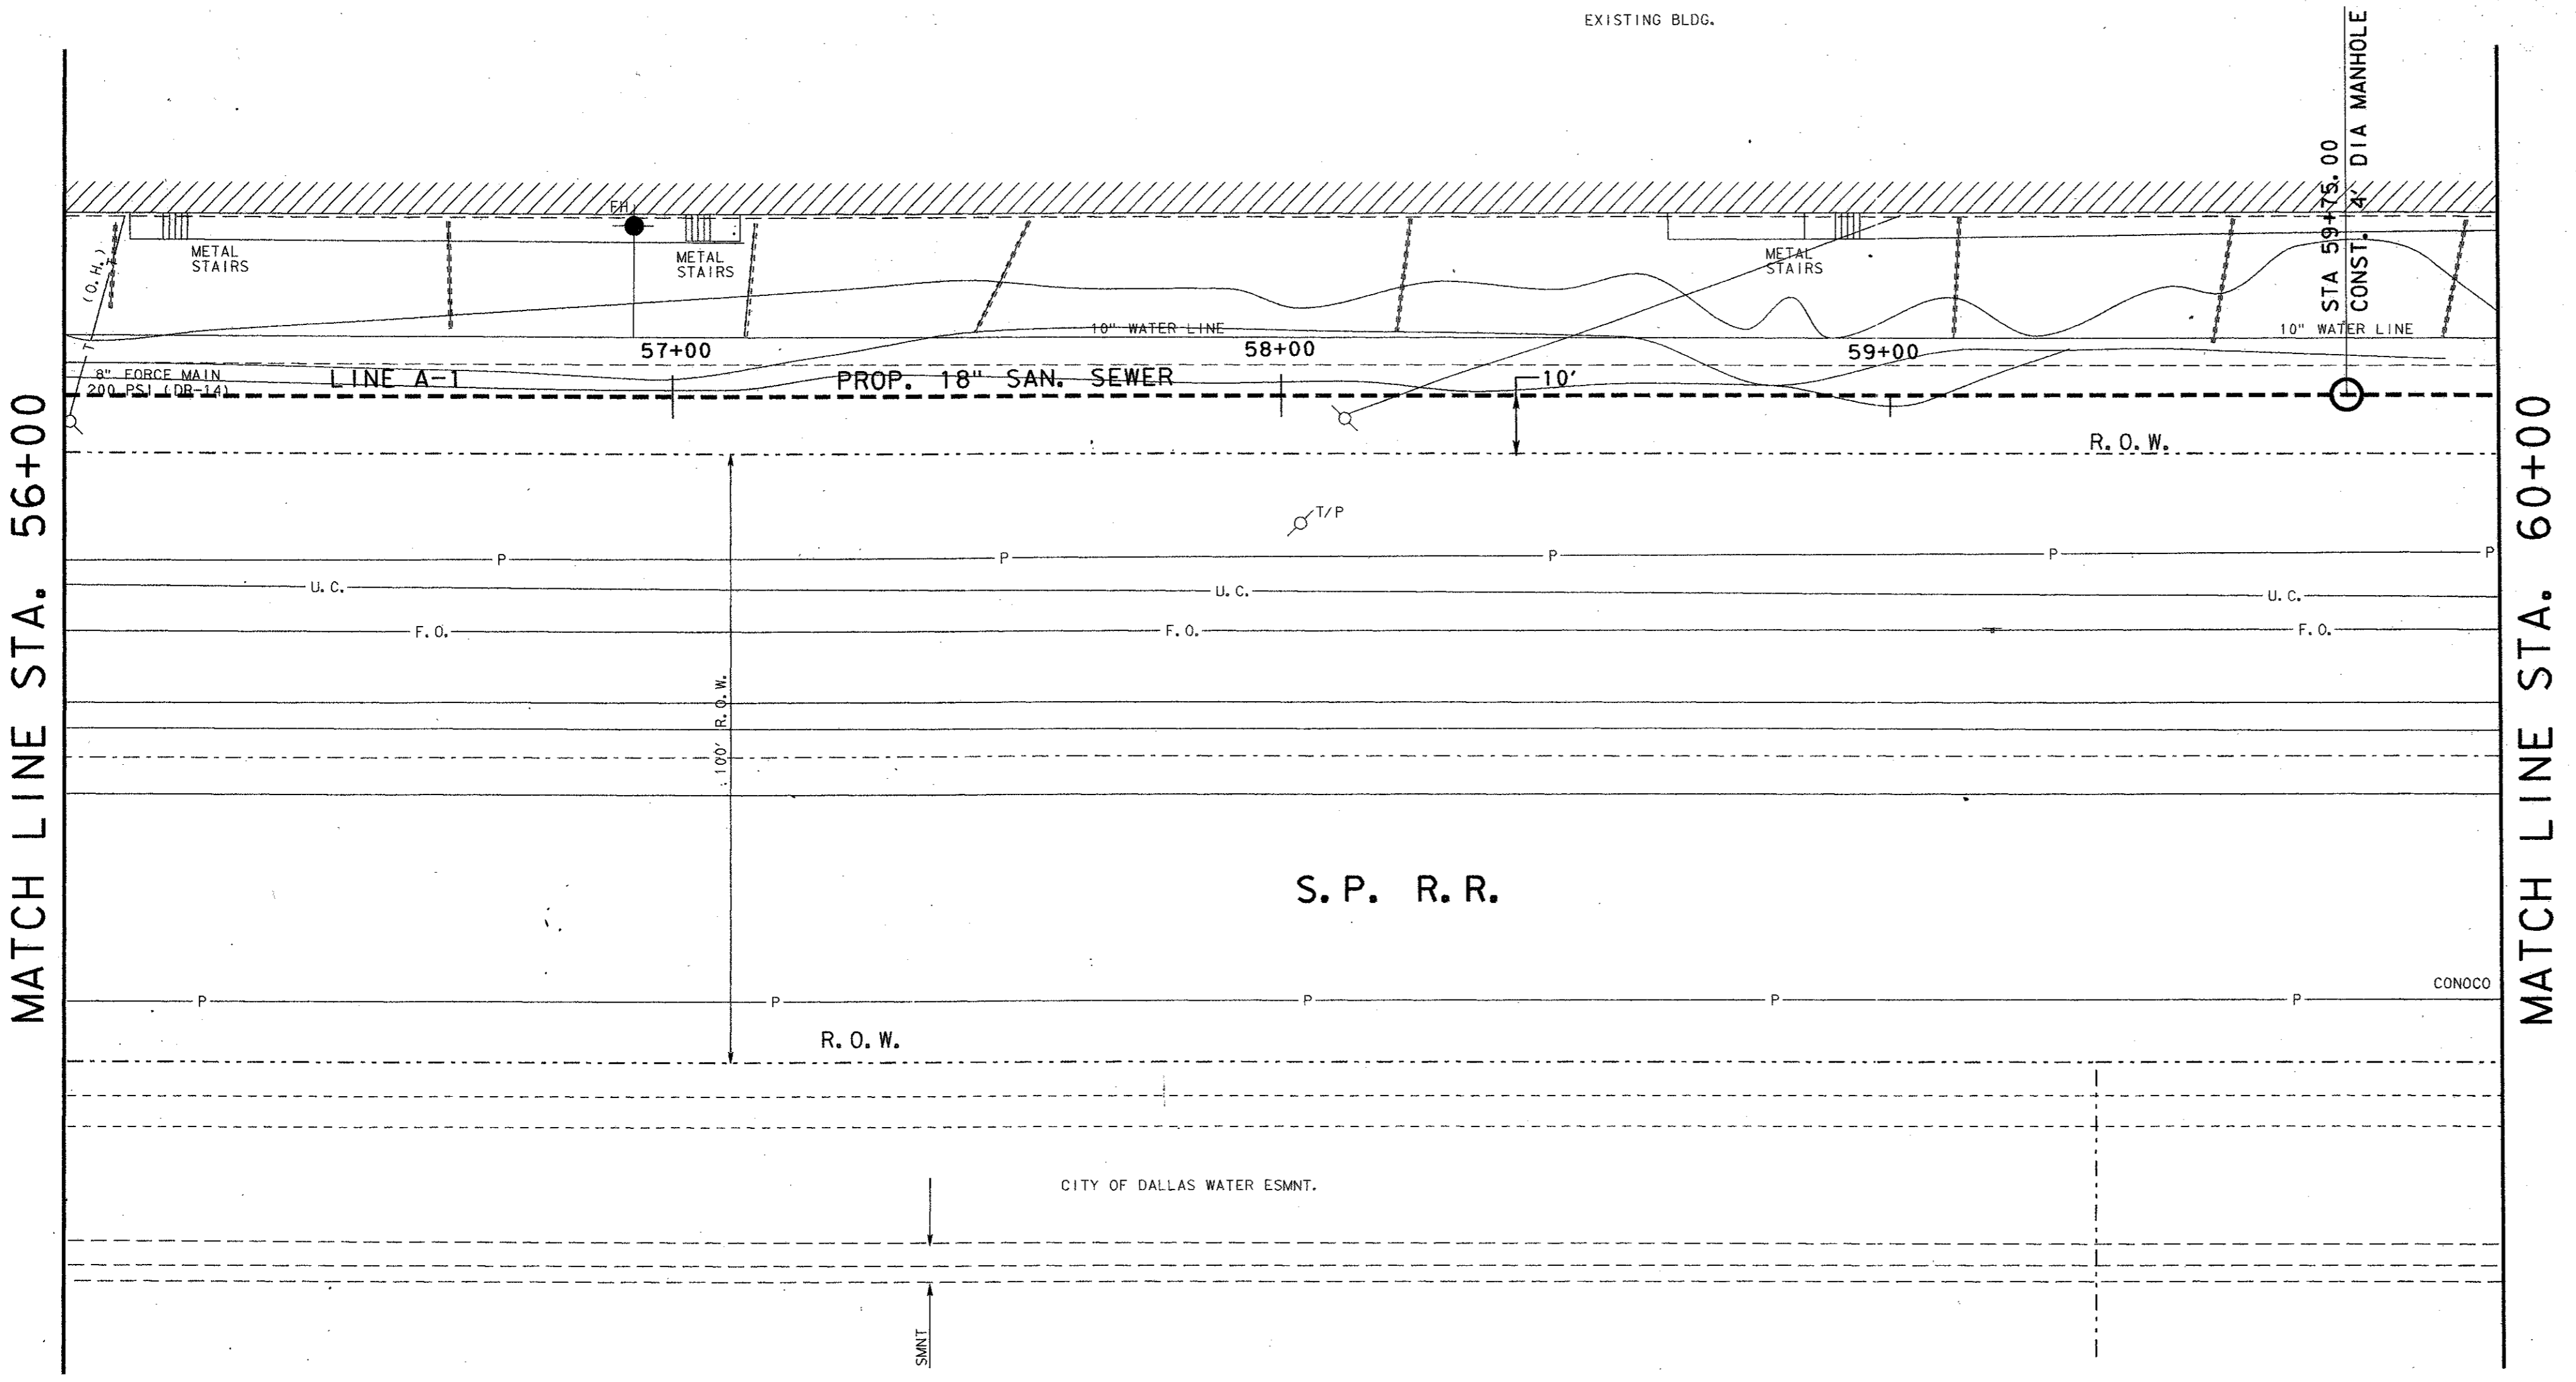 EXISTING BLDG.
STA 59+75.00
CONST. 4' DIA MANHOLE
FH
METAL
STAIRS
METAL
STAIRS
METAL
STAIRS
(O.H.)
T
T
10" WATER LINE
10" WATER LINE
57+00
58+00
59+00
8" FORCE MAIN
200 PSI (DR-14)
LINE A-1
PROP. 18" SAN. SEWER
10'
R.O.W.
T/P
P
P
P
P
P
U.C.
U.C.
U.C.
F.O.
F.O.
F.O.
100' R.O.W.
S.P. R.R.
CONOCO
P
P
P
P
P
R.O.W.
CITY OF DALLAS WATER ESMNT.
SMNT
MATCH LINE STA. 56+00
MATCH LINE STA. 60+00